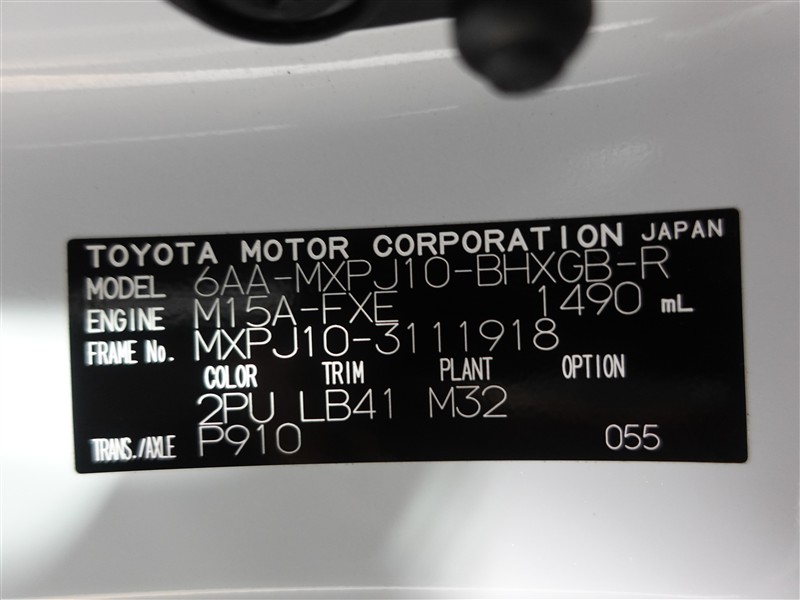 TOYOTA MOTOR CORPORATION JAPAN
MODEL 6AA-MXPJ10-BHXGB-R
ENGINE M15A-FXE 1490 mL
FRAME No. MXPJ10-3111918
COLOR TRIM PLANT OPTION
2PU LB41 M32
TRANS./AXLE P910 055